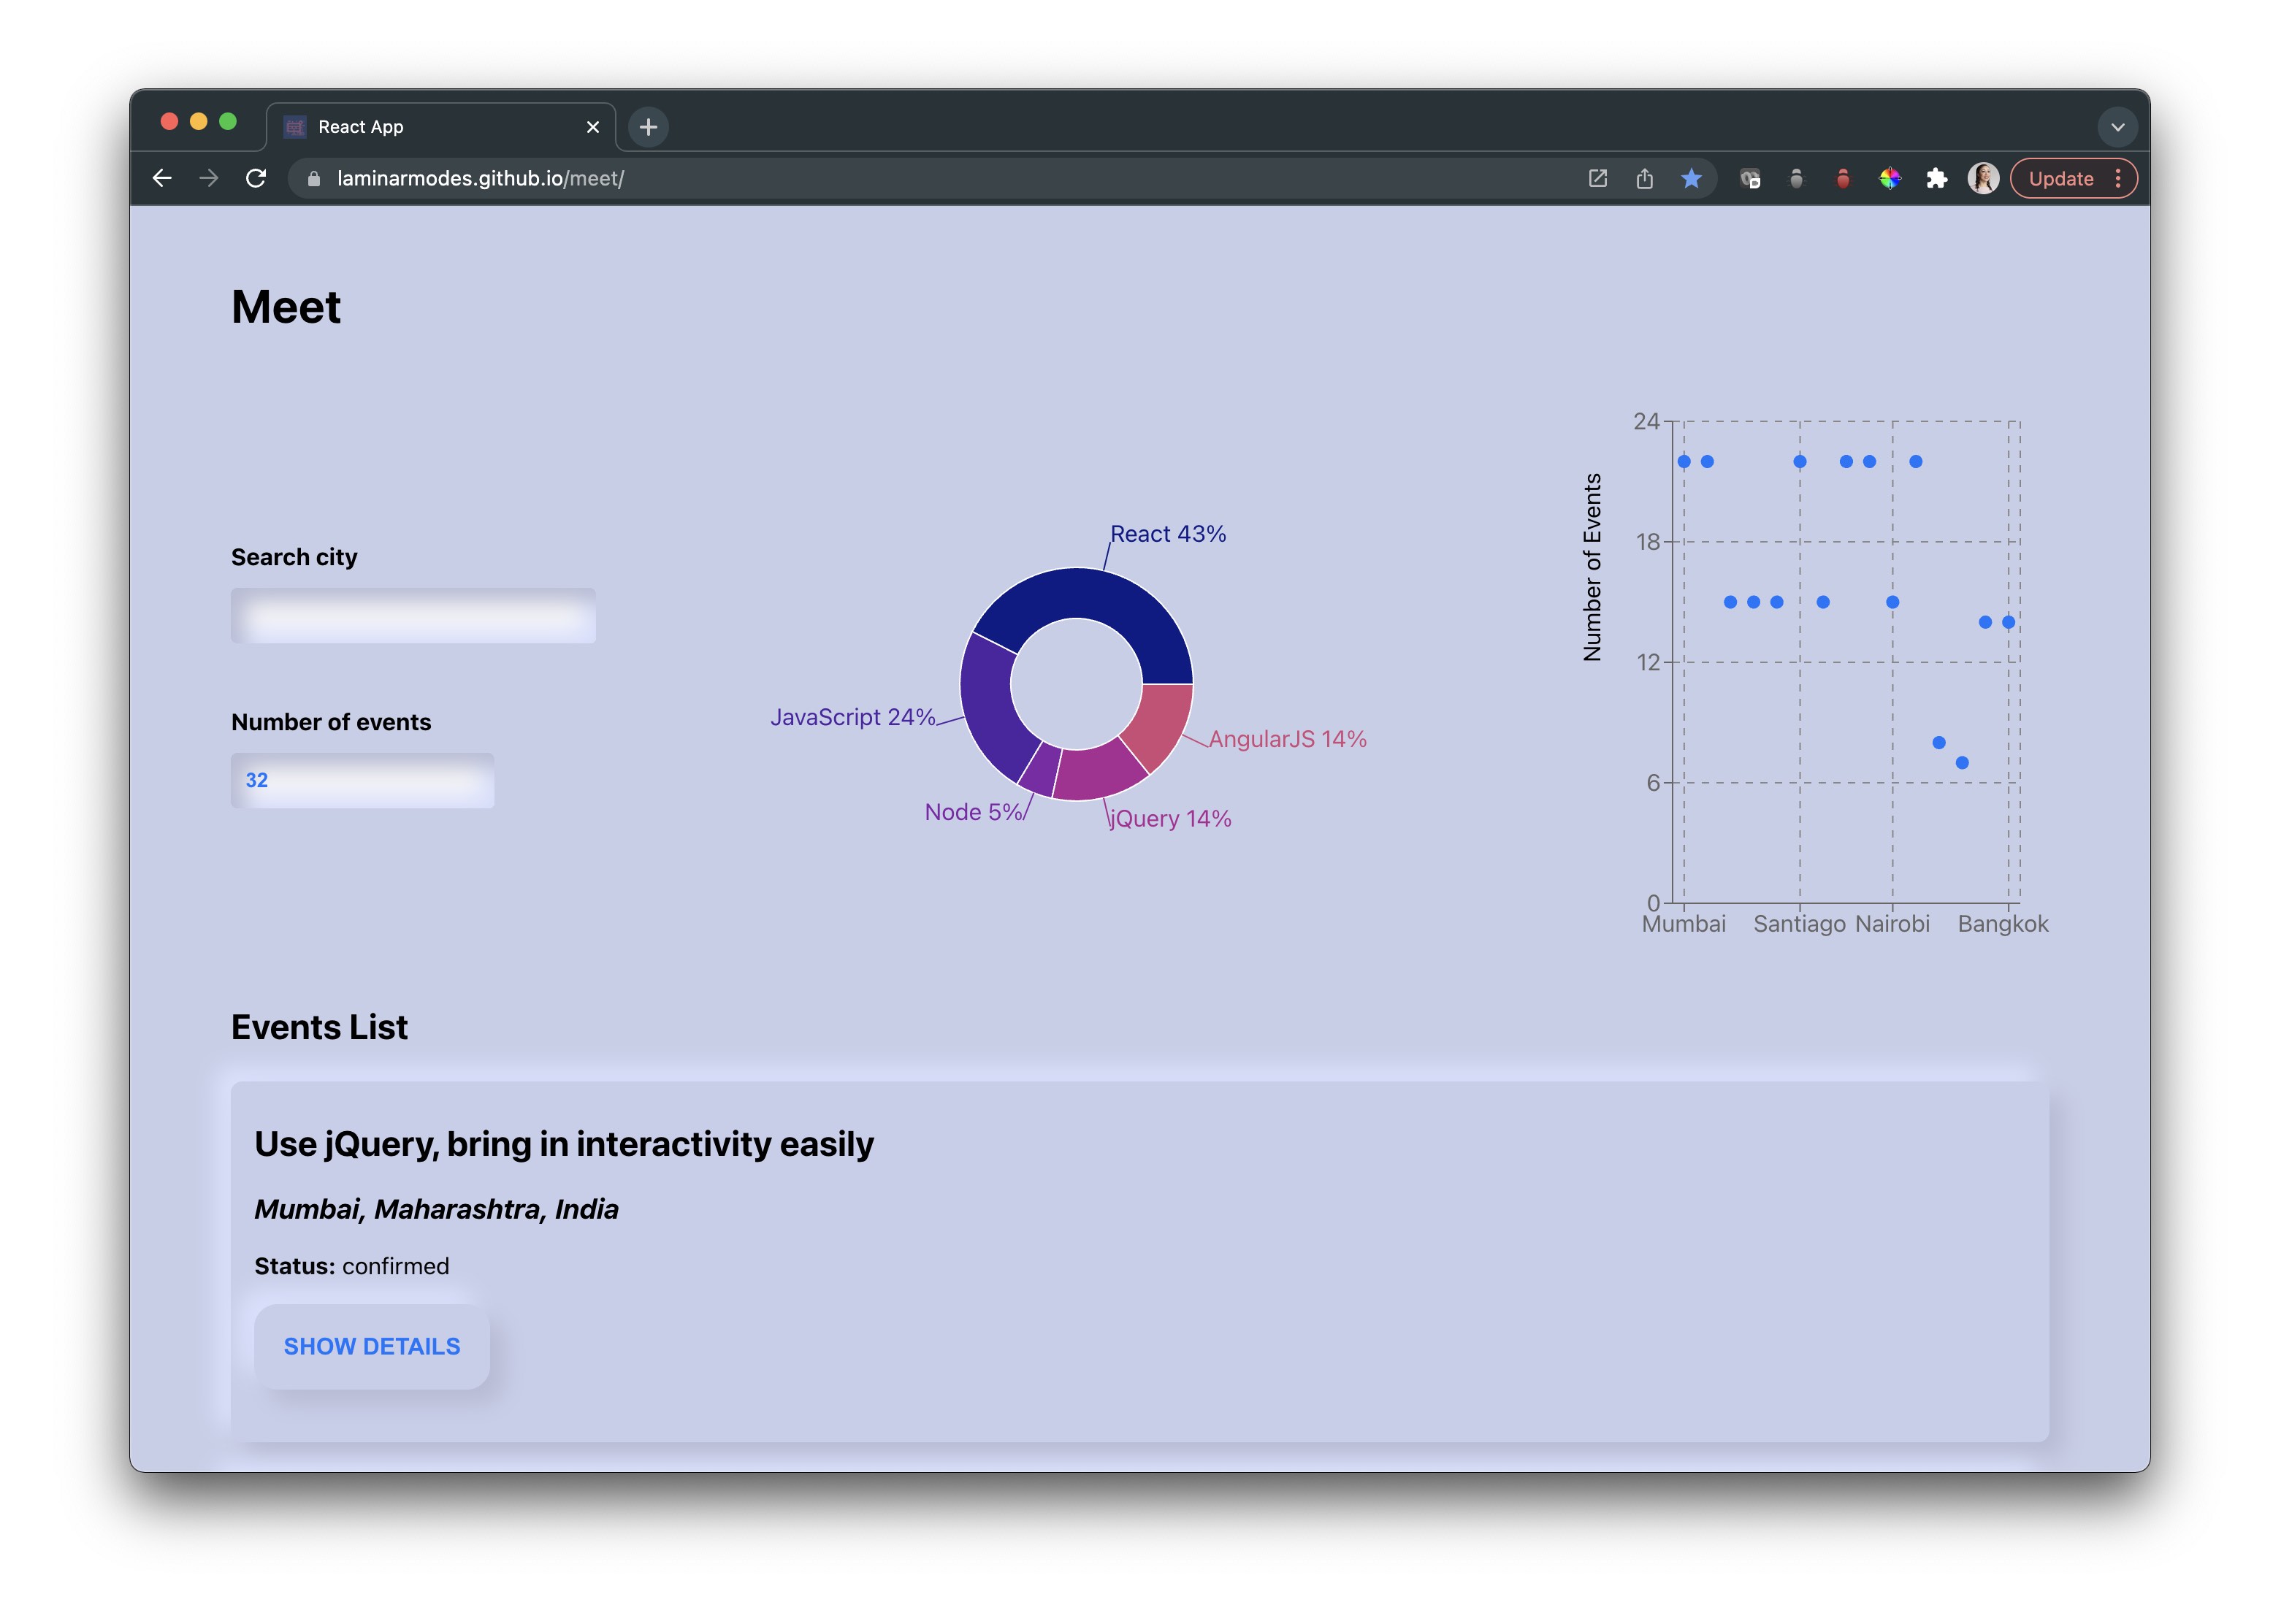 React App
laminarmodes.github.io/meet/
Update
Meet
Search city
Number of events
32
React 43%
JavaScript 24%
AngularJS 14%
Node 5%
jQuery 14%
Number of Events
24
18
12
6
0
Mumbai Santiago Nairobi Bangkok
Events List
Use jQuery, bring in interactivity easily
Mumbai, Maharashtra, India
Status: confirmed
SHOW DETAILS